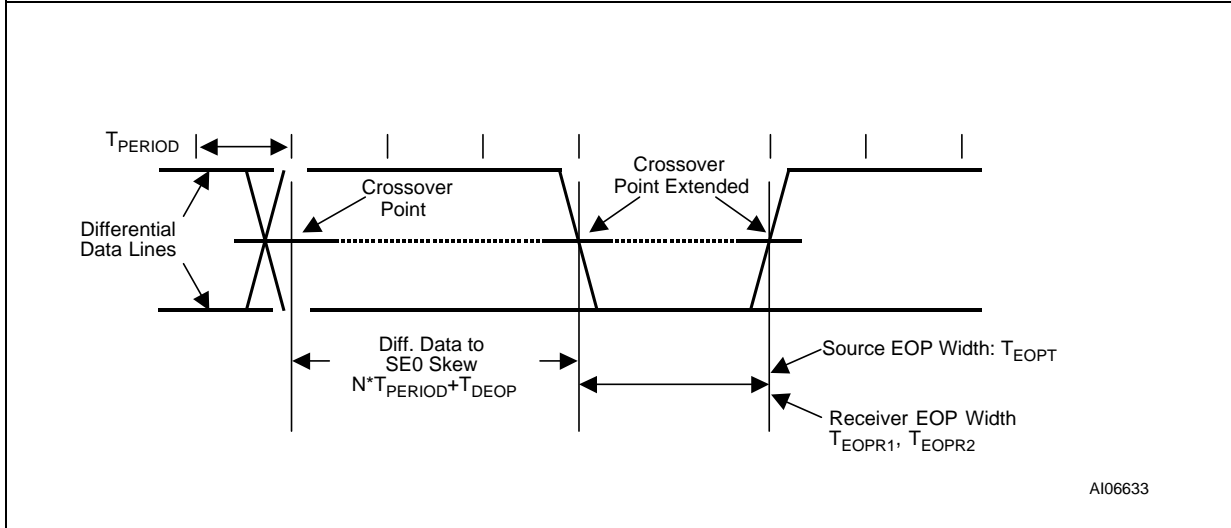 TPERIOD
Crossover
Point
Crossover
Point Extended
Differential
Data Lines
Diff. Data to
SE0 Skew
N*TPERIOD+TDEOP
Source EOP Width: TEOPT
Receiver EOP Width
TEOPR1, TEOPR2
AI06633